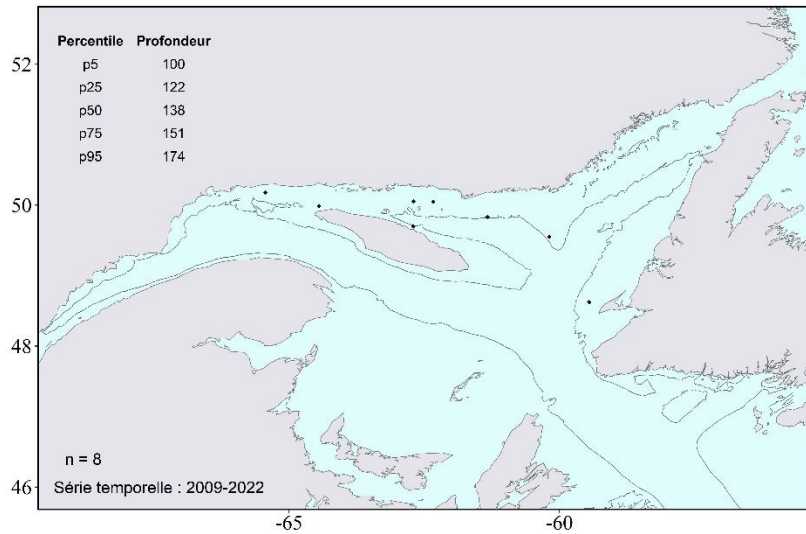 Percentile Profondeur
p5 100
p25 122
p50 138
p75 151
p95 174
52
50
48
46
n = 8
Série temporelle : 2009-2022
-65 -60